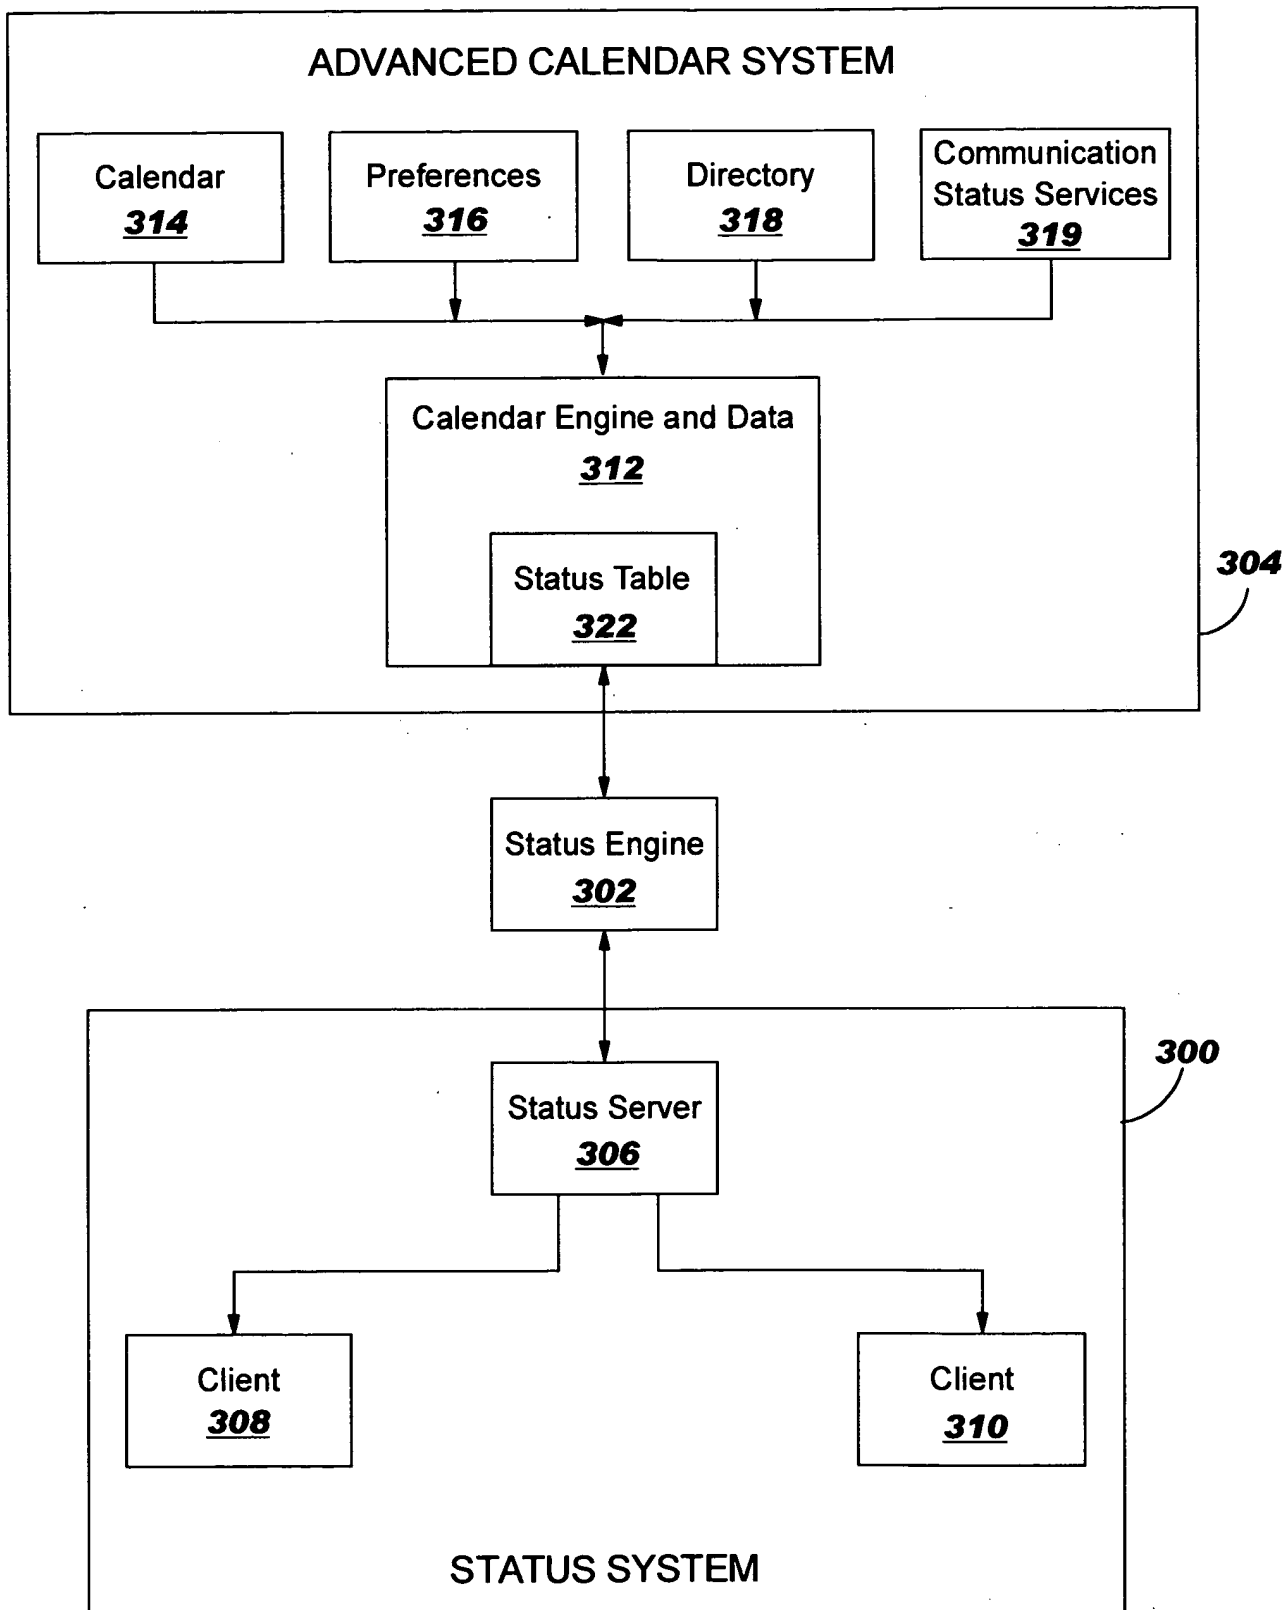 ADVANCED CALENDAR SYSTEM
Calendar
314
Preferences
316
Directory
318
Communication
Status Services
319
Calendar Engine and Data
312
Status Table
322
304
Status Engine
302
300
Status Server
306
Client
308
Client
310
STATUS SYSTEM